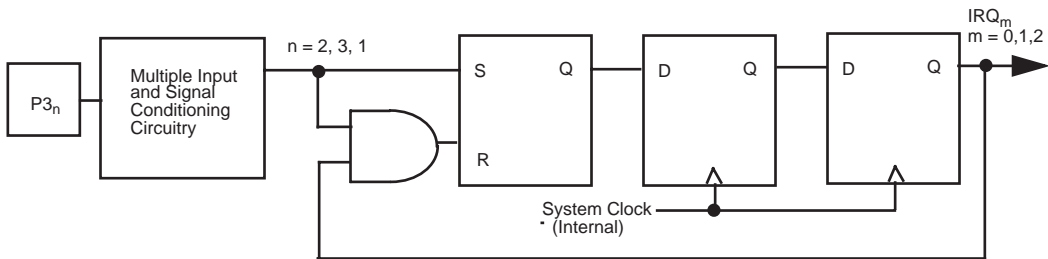 IRQm
m = 0,1,2
n = 2, 3, 1
P3n
Multiple Input
and Signal
Conditioning
Circuitry
S
Q
R
D
Q
D
Q
System Clock
(Internal)